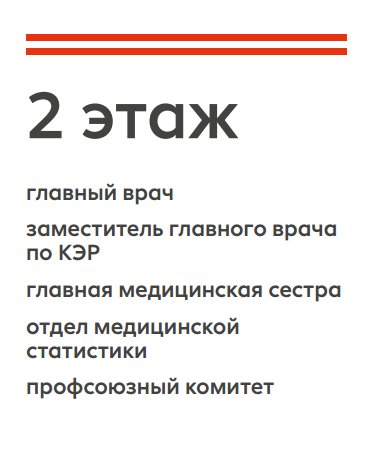 2 этаж
главный врач
заместитель главного врача
по КЭР
главная медицинская сестра
отдел медицинской
статистики
профсоюзный комитет